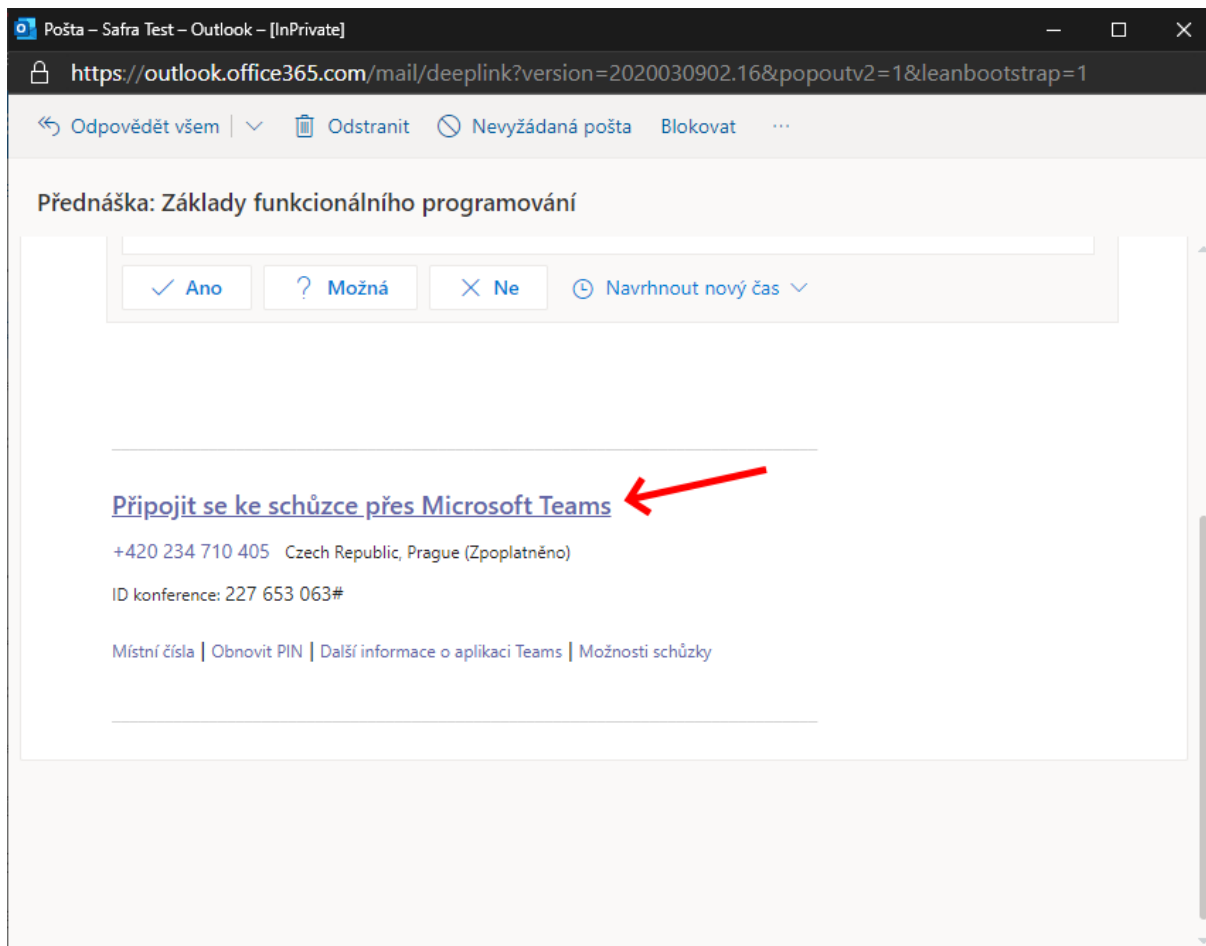 Pošta – Safra Test – Outlook – [InPrivate]
https://outlook.office365.com/mail/deeplink?version=2020030902.16&popoutv2=1&leanbootstrap=1
Odpovědět všem | Odstranit Nevyžádaná pošta Blokovat ...
Přednáška: Základy funkcionálního programování
Ano ? Možná Ne Navrhnout nový čas
Připojit se ke schůzce přes Microsoft Teams
+420 234 710 405 Czech Republic, Prague (Zpoplatněno)
ID konference: 227 653 063#
Místní čísla | Obnovit PIN | Další informace o aplikaci Teams | Možnosti schůzky